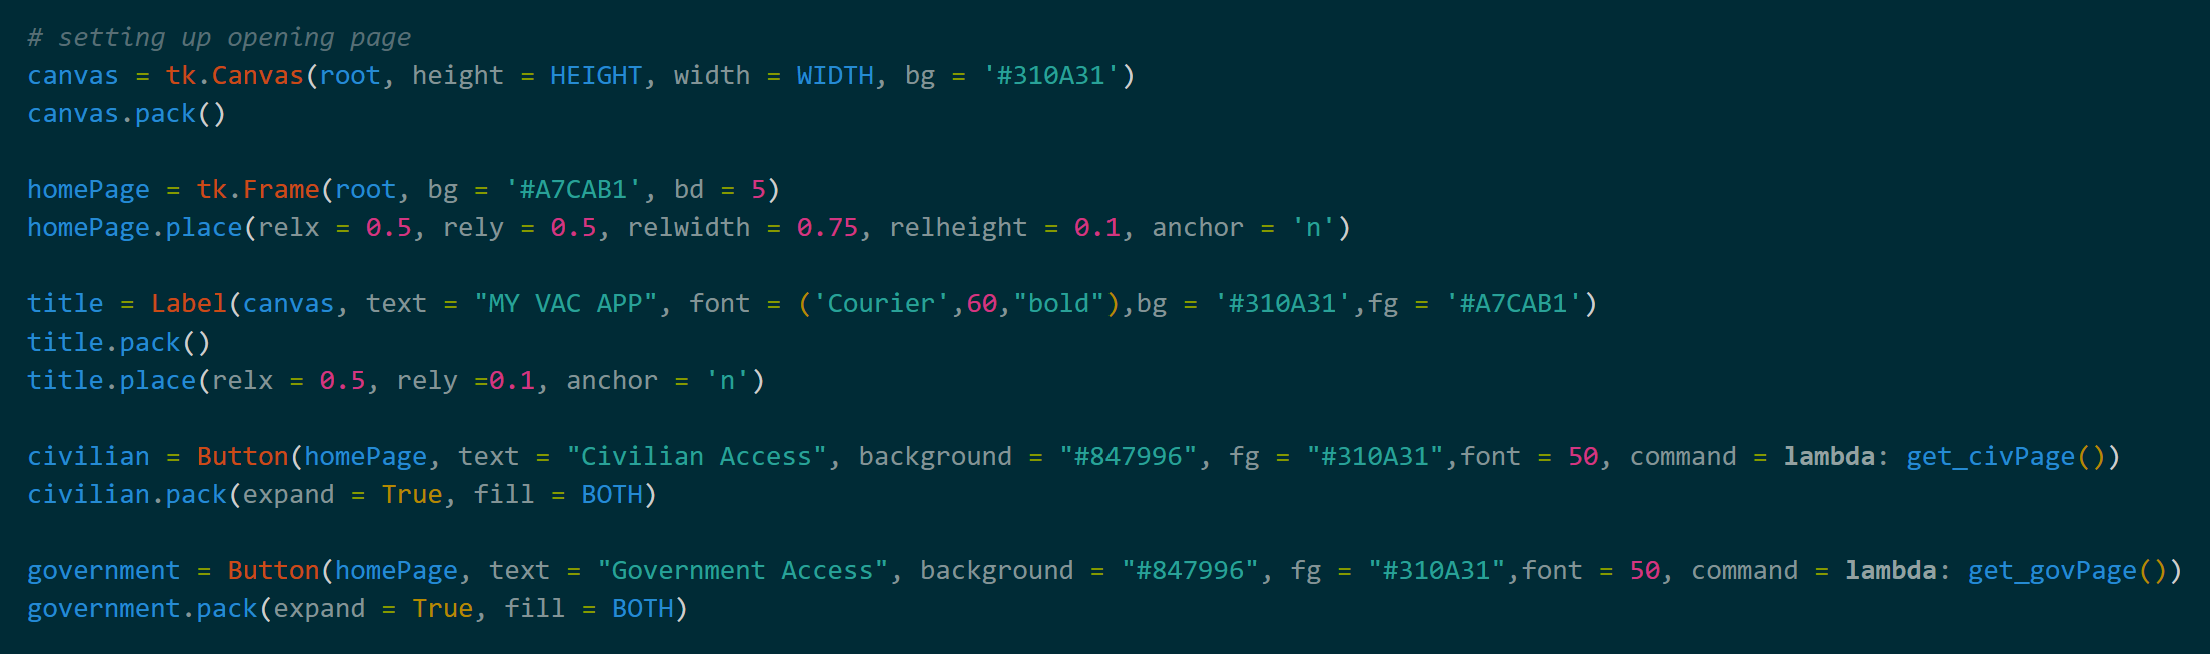 # setting up opening page
canvas = tk.Canvas(root, height = HEIGHT, width = WIDTH, bg = '#310A31')
canvas.pack()
homePage = tk.Frame(root, bg = '#A7CAB1', bd = 5)
homePage.place(relx = 0.5, rely = 0.5, relwidth = 0.75, relheight = 0.1, anchor = 'n')
title = Label(canvas, text = "MY VAC APP", font = ('Courier',60,"bold"),bg = '#310A31',fg = '#A7CAB1')
title.pack()
title.place(relx = 0.5, rely =0.1, anchor = 'n')
civilian = Button(homePage, text = "Civilian Access", background = "#847996", fg = "#310A31",font = 50, command = lambda: get_civPage())
civilian.pack(expand = True, fill = BOTH)
government = Button(homePage, text = "Government Access", background = "#847996", fg = "#310A31",font = 50, command = lambda: get_govPage())
government.pack(expand = True, fill = BOTH)